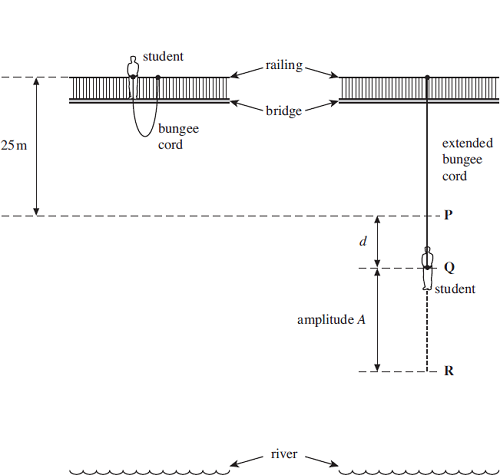 student
railing
bridge
25 m
bungee
cord
extended
bungee
cord
P
d
Q
student
amplitude A
R
river